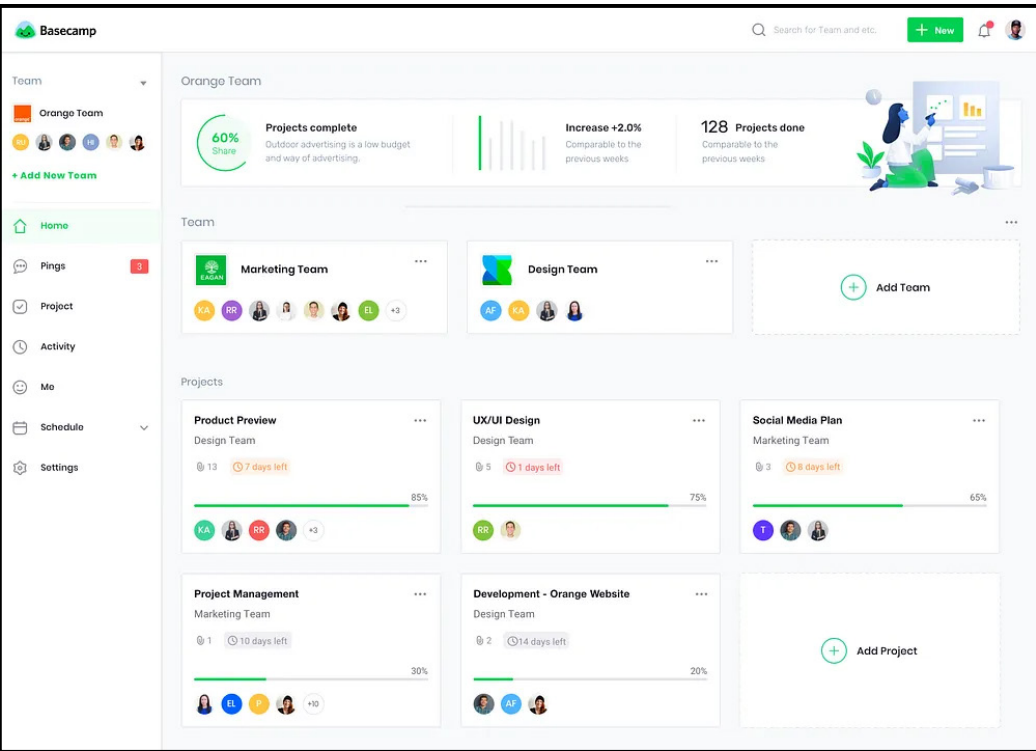 Basecamp
Search for Team and etc.
+ New
Team
Orange Team
RU
HI
+ Add New Team
Home
Pings
3
Project
Activity
Me
Schedule
Settings
Orange Team
60%
Share
Projects complete
Outdoor advertising is a low budget
and way of advertising.
Increase +2.0%
Comparable to the
previous weeks
128 Projects done
Comparable to the
previous weeks
Team
EAGAN
Marketing Team
KA RR EL +3
Design Team
AF KA
Add Team
Projects
Product Preview
Design Team
13 7 days left
85%
KA RR +3
UX/UI Design
Design Team
5 1 days left
75%
RR
Social Media Plan
Marketing Team
3 8 days left
65%
T
Project Management
Marketing Team
1 10 days left
30%
EL P +10
Development - Orange Website
Design Team
2 14 days left
20%
AF
Add Project